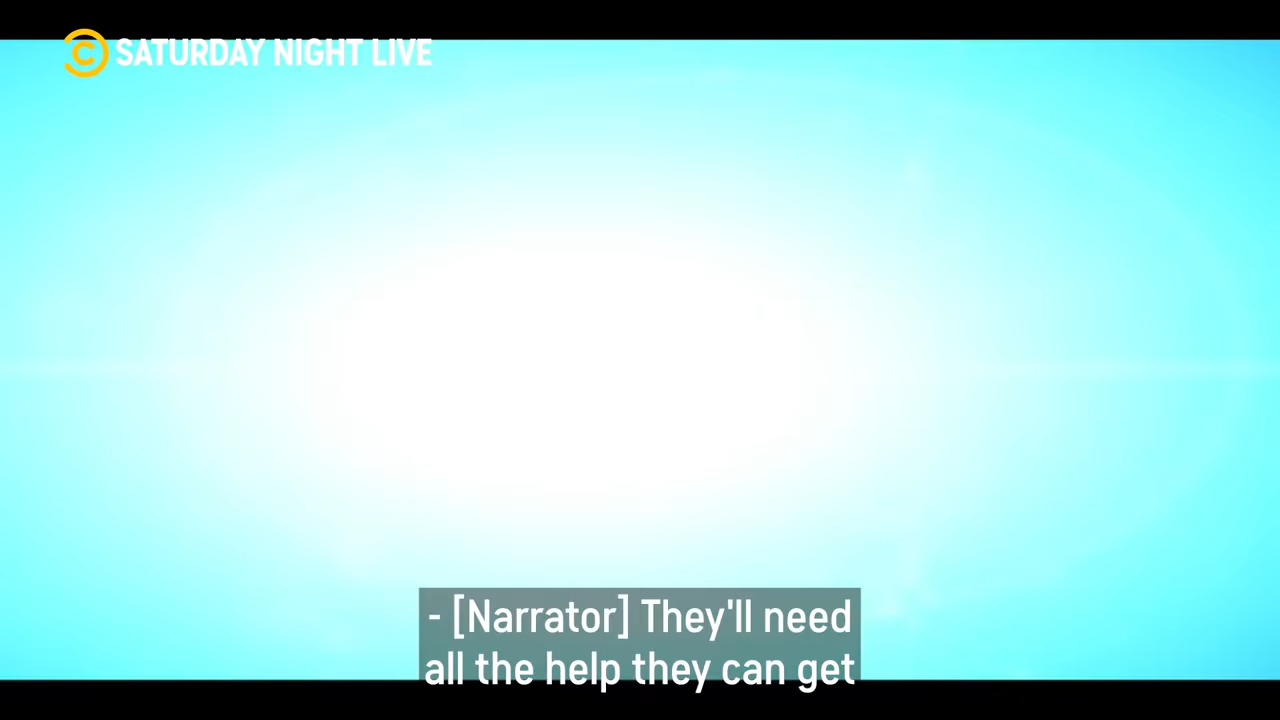 SATURDAY NIGHT LIVE
- [Narrator] They'll need
all the help they can get